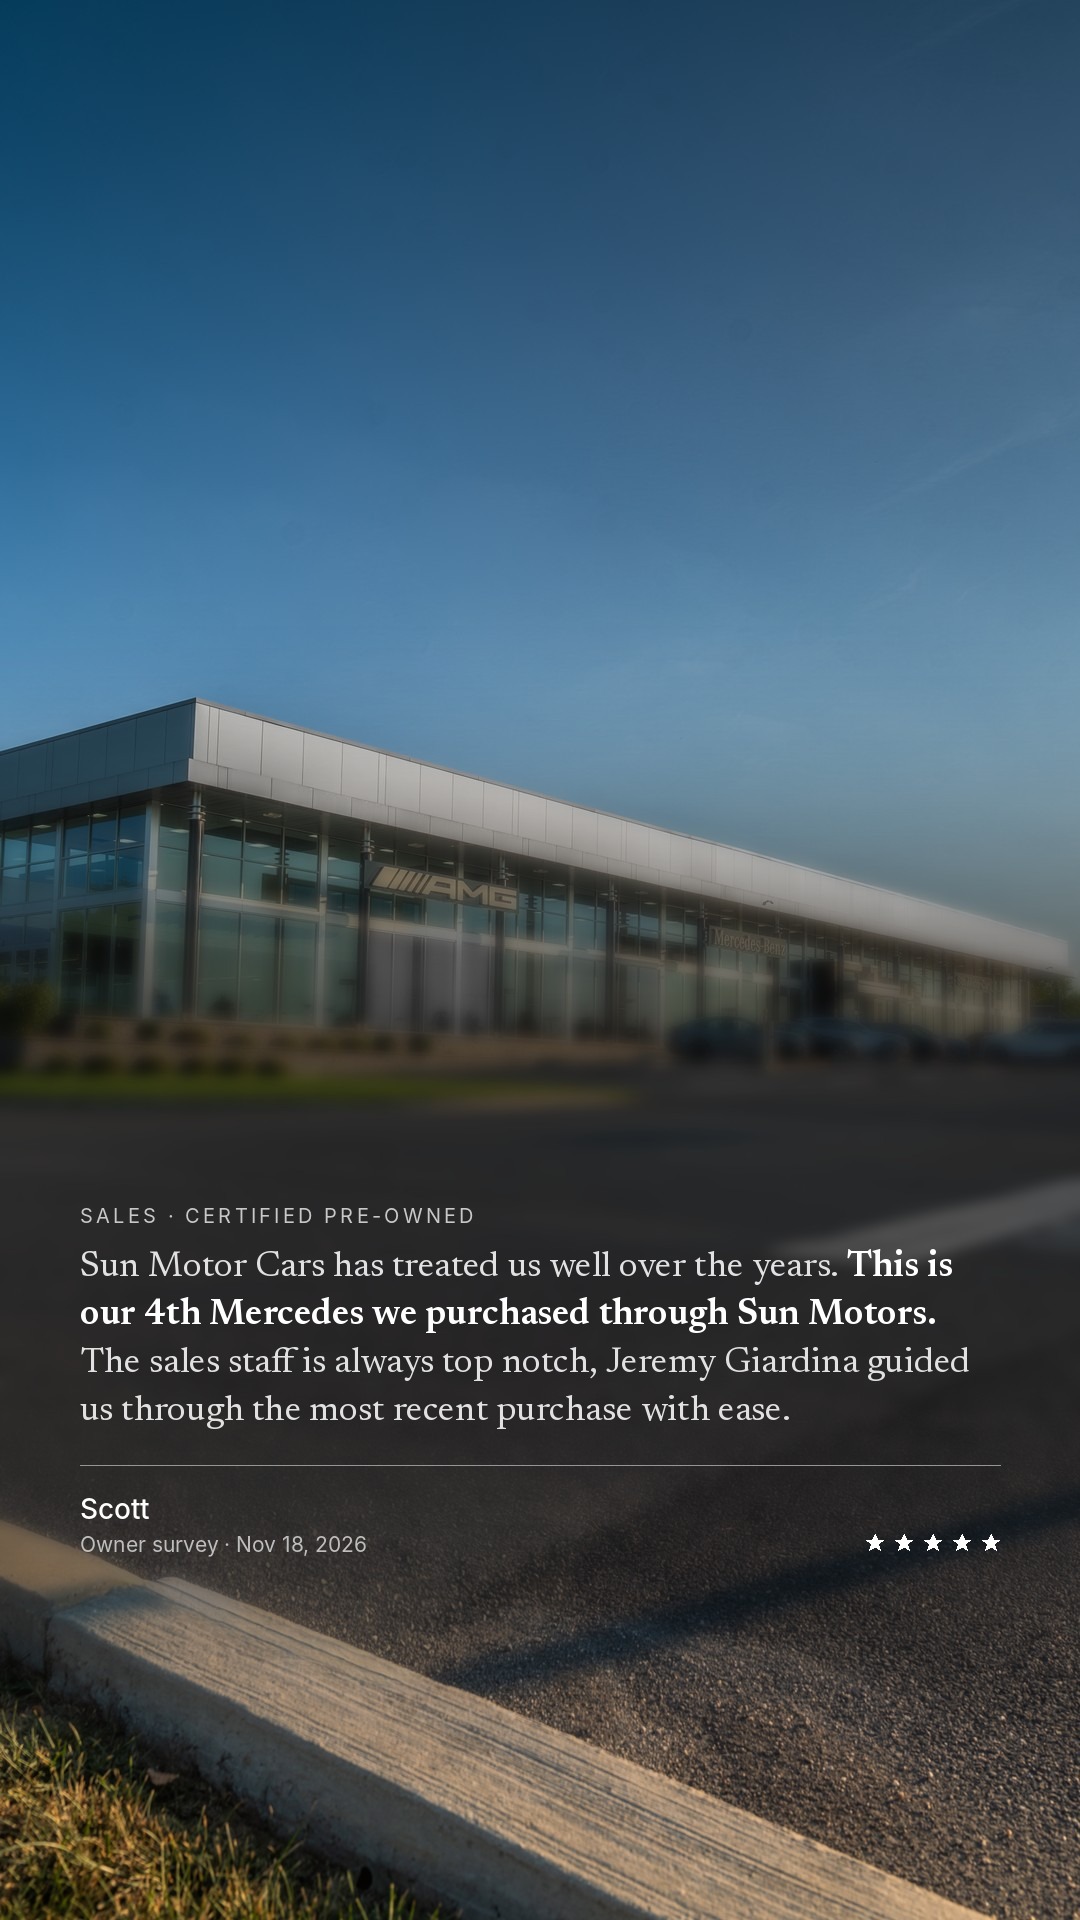 AMG
Mercedes-Benz
SALES · CERTIFIED PRE-OWNED
Sun Motor Cars has treated us well over the years. This is
our 4th Mercedes we purchased through Sun Motors.
The sales staff is always top notch, Jeremy Giardina guided
us through the most recent purchase with ease.
Scott
Owner survey · Nov 18, 2026
★ ★ ★ ★ ★